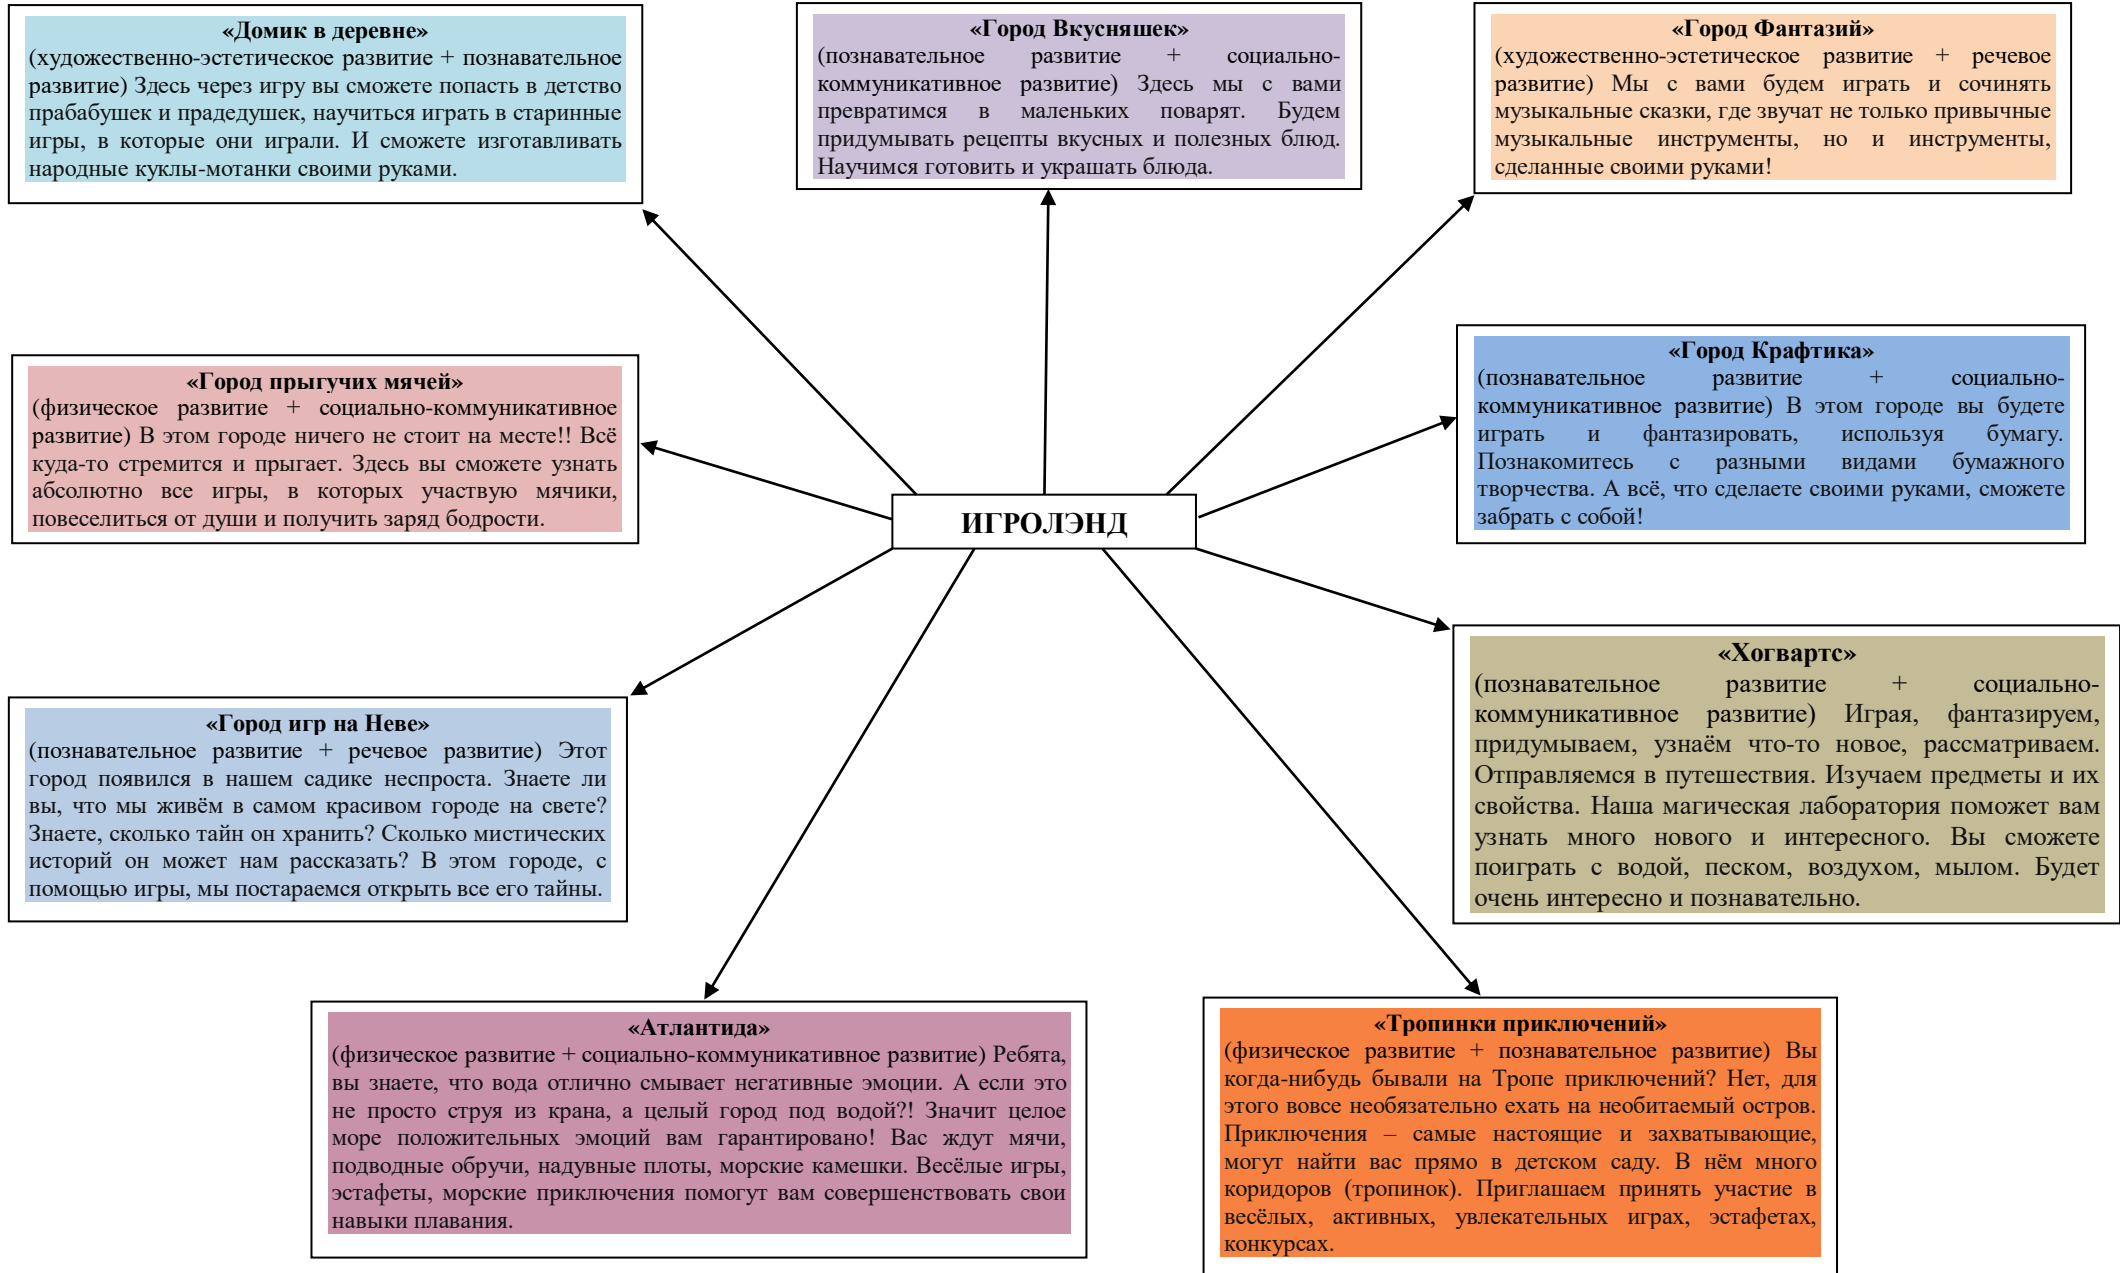 «Домик в деревне»
(художественно-эстетическое развитие + познавательное
развитие) Здесь через игру вы сможете попасть в детство
прабабушек и прадедушек, научиться играть в старинные
игры, в которые они играли. И сможете изготавливать
народные куклы-мотанки своими руками.
«Город Вкусняшек»
(познавательное развитие + социально-
коммуникативное развитие) Здесь мы с вами
превратимся в маленьких поварят. Будем
придумывать рецепты вкусных и полезных блюд.
Научимся готовить и украшать блюда.
«Город Фантазий»
(художественно-эстетическое развитие + речевое
развитие) Мы с вами будем играть и сочинять
музыкальные сказки, где звучат не только привычные
музыкальные инструменты, но и инструменты,
сделанные своими руками!
«Город прыгучих мячей»
(физическое развитие + социально-коммуникативное
развитие) В этом городе ничего не стоит на месте!! Всё
куда-то стремится и прыгает. Здесь вы сможете узнать
абсолютно все игры, в которых участвую мячики,
повеселиться от души и получить заряд бодрости.
«Город Крафтика»
(познавательное развитие + социально-
коммуникативное развитие) В этом городе вы будете
играть и фантазировать, используя бумагу.
Познакомитесь с разными видами бумажного
творчества. А всё, что сделаете своими руками, сможете
забрать с собой!
ИГРОЛЭНД
«Город игр на Неве»
(познавательное развитие + речевое развитие) Этот
город появился в нашем садике неспроста. Знаете ли
вы, что мы живём в самом красивом городе на свете?
Знаете, сколько тайн он хранить? Сколько мистических
историй он может нам рассказать? В этом городе, с
помощью игры, мы постараемся открыть все его тайны.
«Хогвартс»
(познавательное развитие + социально-
коммуникативное развитие) Играя, фантазируем,
придумываем, узнаём что-то новое, рассматриваем.
Отправляемся в путешествия. Изучаем предметы и их
свойства. Наша магическая лаборатория поможет вам
узнать много нового и интересного. Вы сможете
поиграть с водой, песком, воздухом, мылом. Будет
очень интересно и познавательно.
«Атлантида»
(физическое развитие + социально-коммуникативное развитие) Ребята,
вы знаете, что вода отлично смывает негативные эмоции. А если это
не просто струя из крана, а целый город под водой?! Значит целое
море положительных эмоций вам гарантировано! Вас ждут мячи,
подводные обручи, надувные плоты, морские камешки. Весёлые игры,
эстафеты, морские приключения помогут вам совершенствовать свои
навыки плавания.
«Тропинки приключений»
(физическое развитие + познавательное развитие) Вы
когда-нибудь бывали на Тропе приключений? Нет, для
этого вовсе необязательно ехать на необитаемый остров.
Приключения – самые настоящие и захватывающие,
могут найти вас прямо в детском саду. В нём много
коридоров (тропинок). Приглашаем принять участие в
весёлых, активных, увлекательных играх, эстафетах,
конкурсах.